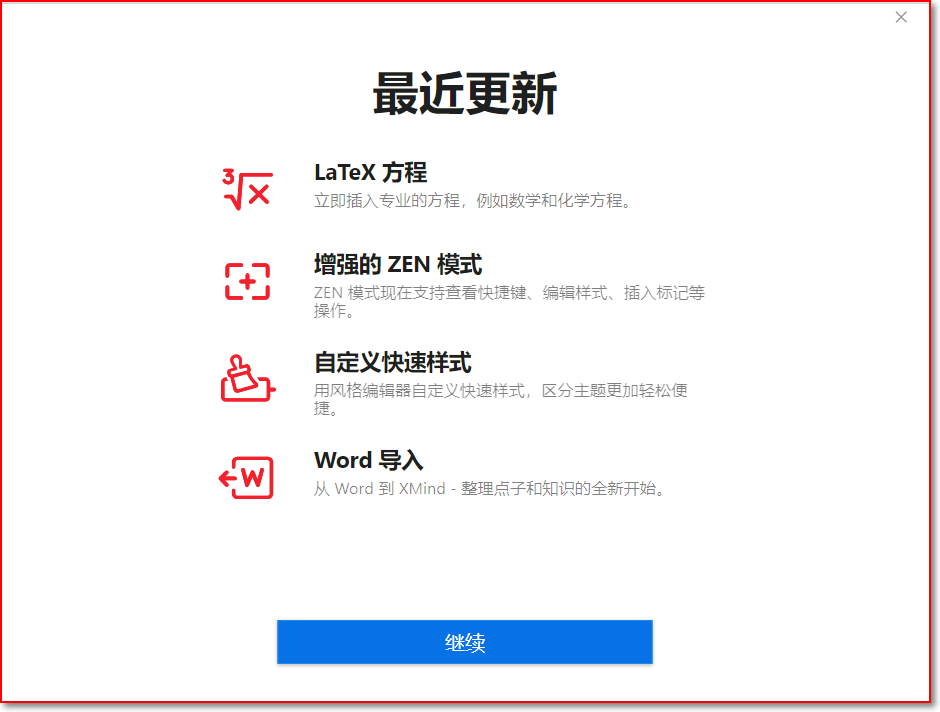 最近更新
LaTeX 方程
立即插入专业的方程，例如数学和化学方程。
增强的 ZEN 模式
ZEN 模式现在支持查看快捷键、编辑样式、插入标记等
操作。
自定义快速样式
用风格编辑器自定义快速样式，区分主题更加轻松便
捷。
Word 导入
从 Word 到 XMind - 整理点子和知识的全新开始。
继续